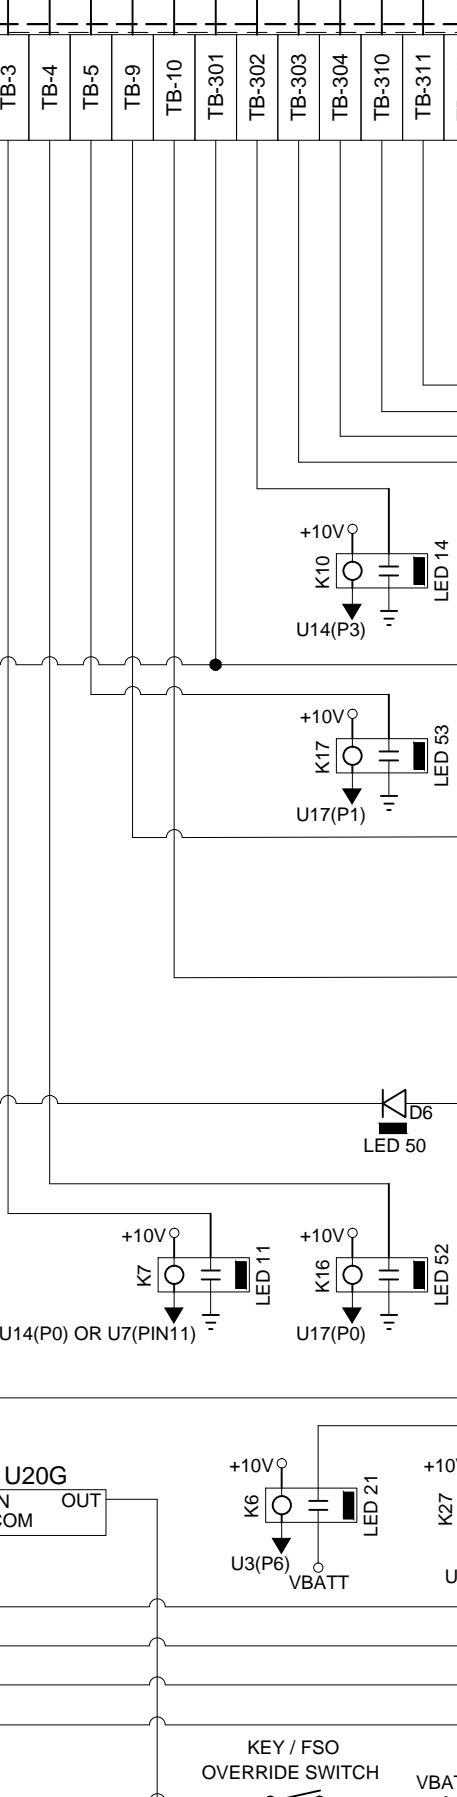 TB-3
TB-4
TB-5
TB-9
TB-10
TB-301
TB-302
TB-303
TB-304
TB-310
TB-311
+10V
K10
LED 14
U14(P3)
+10V
K17
LED 53
U17(P1)
D6
LED 50
+10V
K7
LED 11
U14(P0) OR U7(PIN11)
+10V
K16
LED 52
U17(P0)
U20G
N
OUT
COM
+10V
K6
LED 21
U3(P6)
VBATT
+10V
K27
U
KEY / FSO
OVERRIDE SWITCH
VBAT